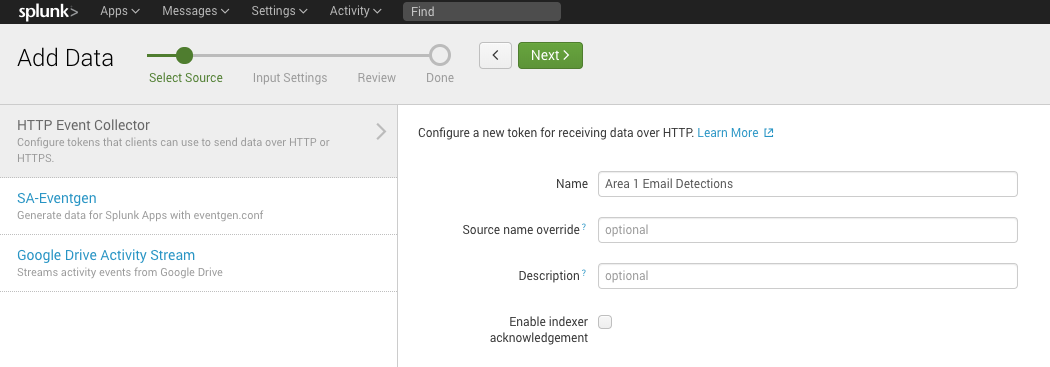 splunk> Apps Messages Settings Activity Find
Add Data
Select Source Input Settings Review Done
< Next >
HTTP Event Collector
Configure tokens that clients can use to send data over HTTP or
HTTPS.
SA-Eventgen
Generate data for Splunk Apps with eventgen.conf
Google Drive Activity Stream
Streams activity events from Google Drive
Configure a new token for receiving data over HTTP. Learn More
Name Area 1 Email Detections
Source name override ? optional
Description ? optional
Enable indexer
acknowledgement